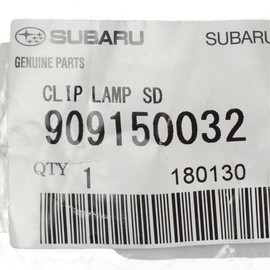 SUBARU SUBARU
GENUINE PARTS
CLIP LAMP SD
909150032
QTY 1 180130